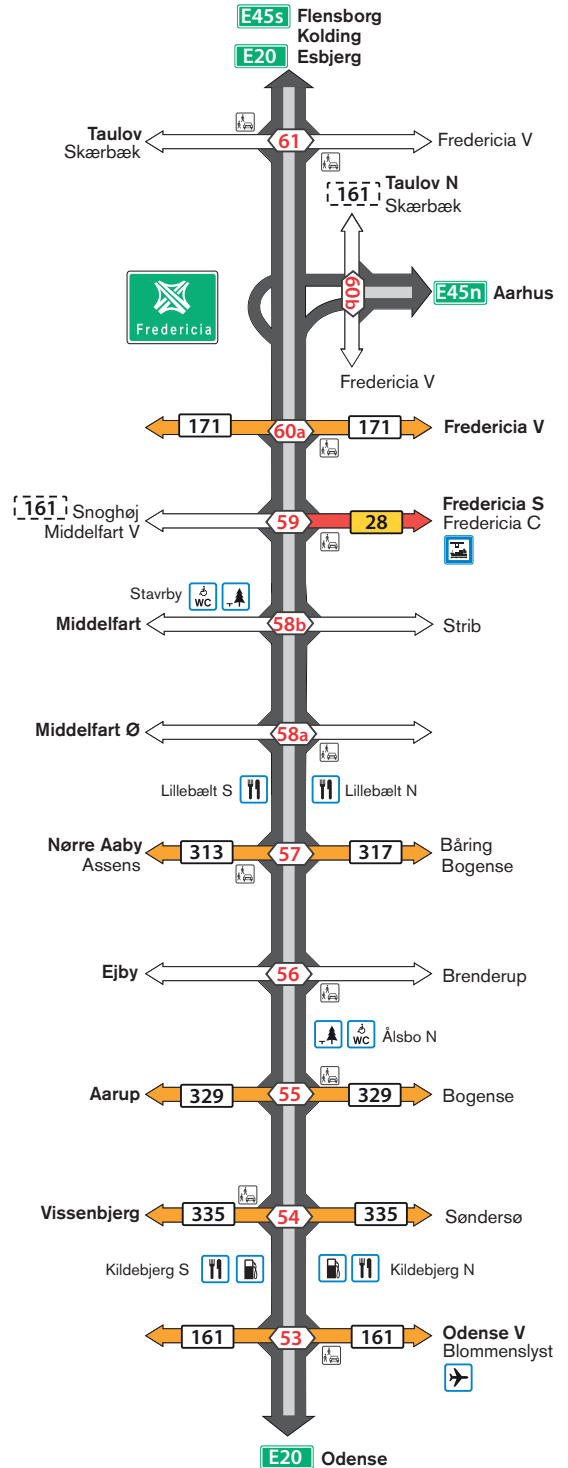 E45s Flensborg
Kolding
E20 Esbjerg
Taulov
Skærbæk
61
Fredericia V
161 Taulov N
Skærbæk
Fredericia
60b
E45n Aarhus
Fredericia V
171
60a
171
Fredericia V
161 Snoghøj
Middelfart V
59
28
Fredericia S
Fredericia C
Stavrby
WC
Middelfart
58b
Strib
Middelfart Ø
58a
Lillebælt S
Lillebælt N
Nørre Aaby
Assens
313
57
317
Båring
Bogense
Ejby
56
Brenderup
WC
Ålsbo N
Aarup
329
55
329
Bogense
Vissenbjerg
335
54
335
Søndersø
Kildebjerg S
Kildebjerg N
161
53
161
Odense V
Blommenslyst
E20 Odense